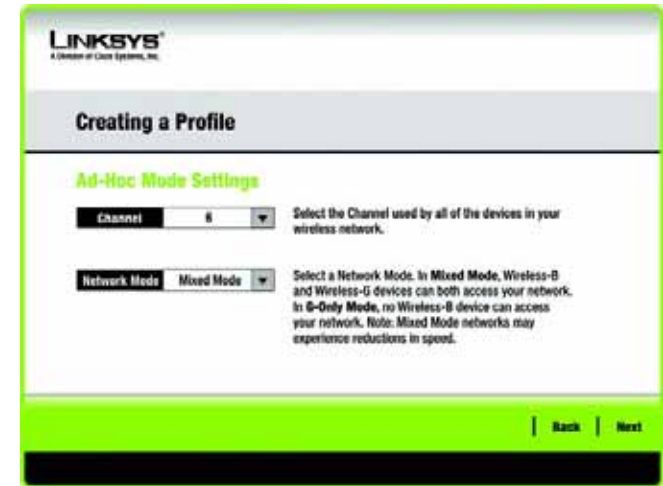 LINKSYS®
A Division of Cisco Systems, Inc.
Creating a Profile
Ad-Hoc Mode Settings
Channel 6
Select the Channel used by all of the devices in your
wireless network.
Network Mode Mixed Mode
Select a Network Mode. In Mixed Mode, Wireless-B
and Wireless-G devices can both access your network.
In G-Only Mode, no Wireless-B device can access
your network. Note: Mixed Mode networks may
experience reductions in speed.
Back Next